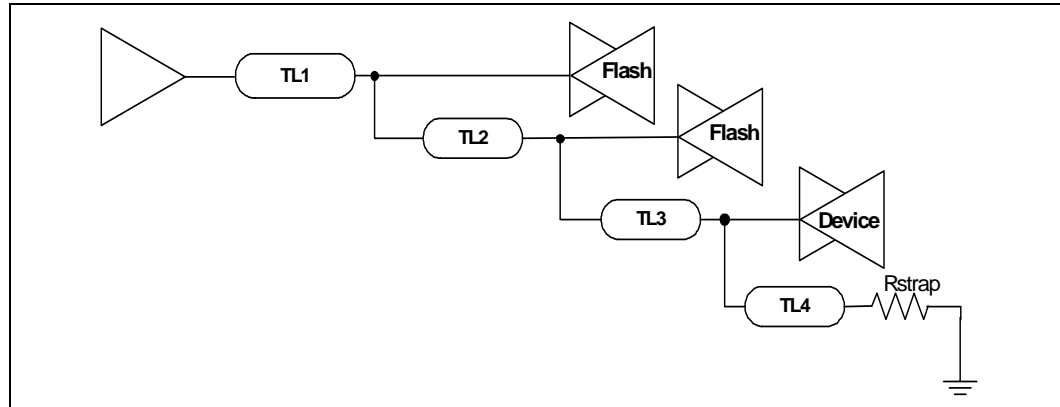 TL1
Flash
TL2
Flash
TL3
Device
Rstrap
TL4